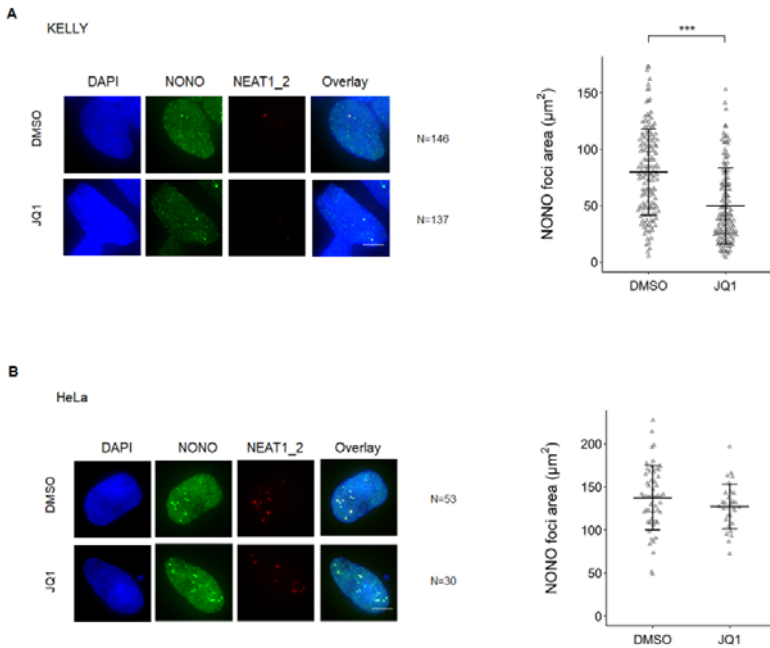 A
KELLY
DAPI NONO NEAT1_2 Overlay
DMSO
N=146
JQ1
N=137
***
NONO foci area (μm²)
150
100
50
0
DMSO JQ1
B
HeLa
DAPI NONO NEAT1_2 Overlay
DMSO
N=53
JQ1
N=30
NONO foci area (μm²)
200
150
100
50
0
DMSO JQ1